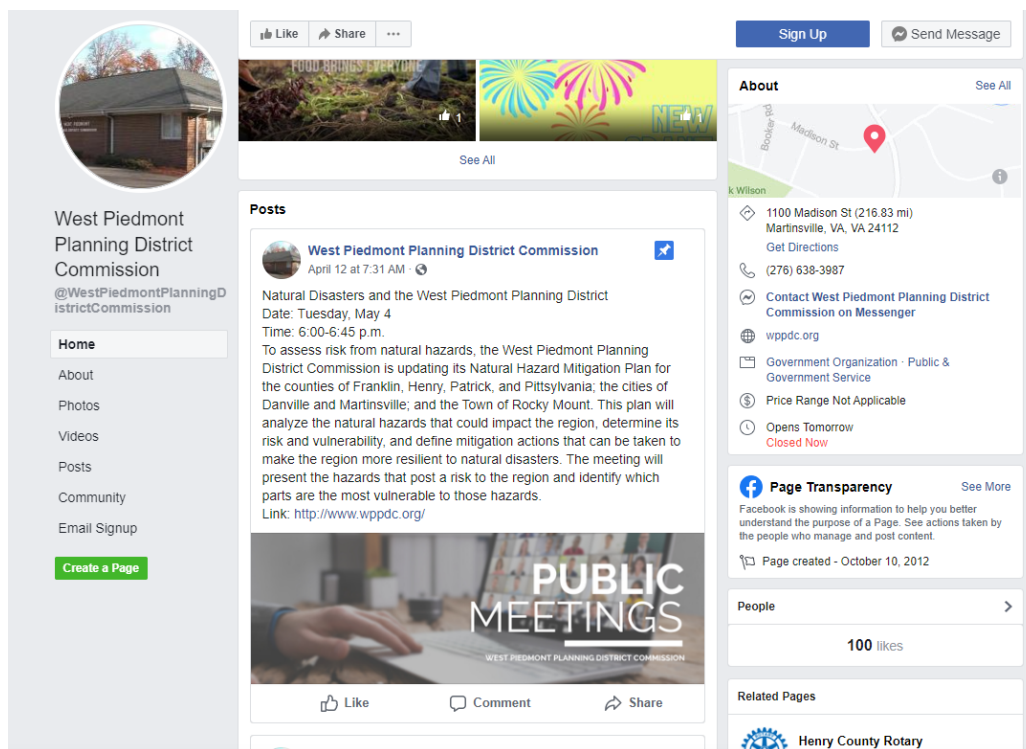 Like
Share
Sign Up
Send Message
West Piedmont
Planning District
Commission
@WestPiedmontPlanningD
istrictCommission
Home
About
Photos
Videos
Posts
Community
Email Signup
Create a Page
FOOD BRINGS EVERYONE
1
NEW
1
See All
Posts
West Piedmont Planning District Commission
April 12 at 7:31 AM ·
Natural Disasters and the West Piedmont Planning District
Date: Tuesday, May 4
Time: 6:00-6:45 p.m.
To assess risk from natural hazards, the West Piedmont Planning
District Commission is updating its Natural Hazard Mitigation Plan for
the counties of Franklin, Henry, Patrick, and Pittsylvania; the cities of
Danville and Martinsville; and the Town of Rocky Mount. This plan will
analyze the natural hazards that could impact the region, determine its
risk and vulnerability, and define mitigation actions that can be taken to
make the region more resilient to natural disasters. The meeting will
present the hazards that post a risk to the region and identify which
parts are the most vulnerable to those hazards.
Link: http://www.wppdc.org/
PUBLIC
MEETINGS
WEST PIEDMONT PLANNING DISTRICT COMMISSION
Like
Comment
Share
About
See All
Booker Rd
Madison St
k Wilson
1100 Madison St (216.83 mi)
Martinsville, VA, VA 24112
Get Directions
(276) 638-3987
Contact West Piedmont Planning District
Commission on Messenger
wppdc.org
Government Organization · Public &
Government Service
Price Range Not Applicable
Opens Tomorrow
Closed Now
Page Transparency
See More
Facebook is showing information to help you better
understand the purpose of a Page. See actions taken by
the people who manage and post content.
Page created - October 10, 2012
People
100 likes
Related Pages
Henry County Rotary